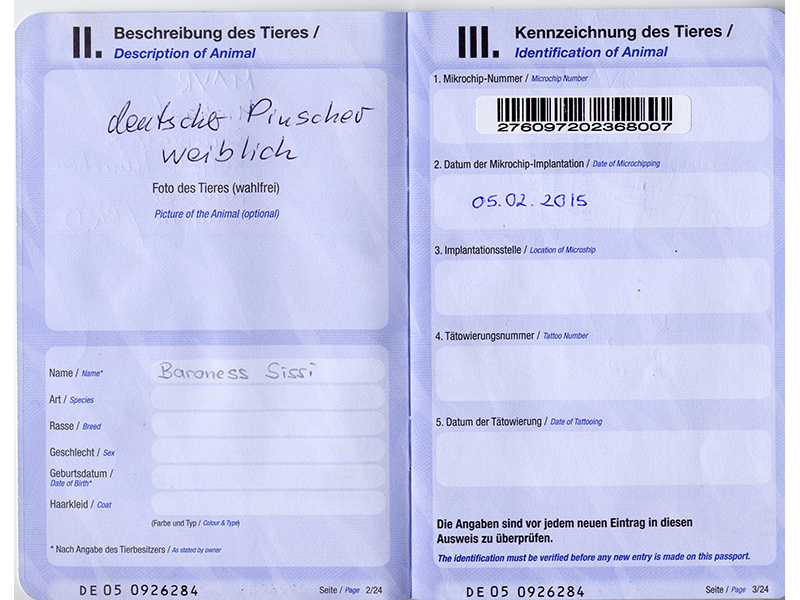 II. Beschreibung des Tieres /
Description of Animal
deutscher Pinscher
weiblich
Foto des Tieres (wahlfrei)
Picture of the Animal (optional)
Name / Name* Baroness Sissi
Art / Species
Rasse / Breed
Geschlecht / Sex
Geburtsdatum /
Date of Birth*
Haarkleid / Coat
(Farbe und Typ / Colour & Type)
* Nach Angabe des Tierbesitzers / As stated by owner
DE 05 0926284
Seite / Page 2/24
III. Kennzeichnung des Tieres /
Identification of Animal
1. Mikrochip-Nummer / Microchip Number
276097202368007
2. Datum der Mikrochip-Implantation / Date of Microchipping
05.02.2015
3. Implantationsstelle / Location of Microship
4. Tätowierungsnummer / Tattoo Number
5. Datum der Tätowierung / Date of Tattooing
Die Angaben sind vor jedem neuen Eintrag in diesen
Ausweis zu überprüfen.
The identification must be verified before any new entry is made on this passport.
DE 05 0926284
Seite / Page 3/24